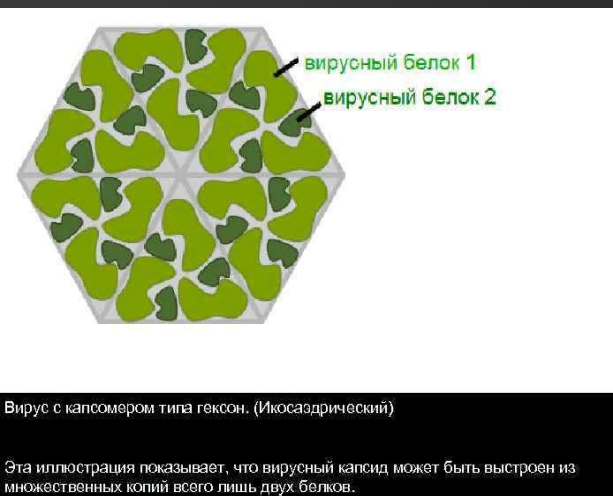 вирусный белок 1
вирусный белок 2
Вирус с капсомером типа гексон. (Икосаэдрический)
Эта иллюстрация показывает, что вирусный капсид может быть выстроен из
множественных копий всего лишь двух белков.